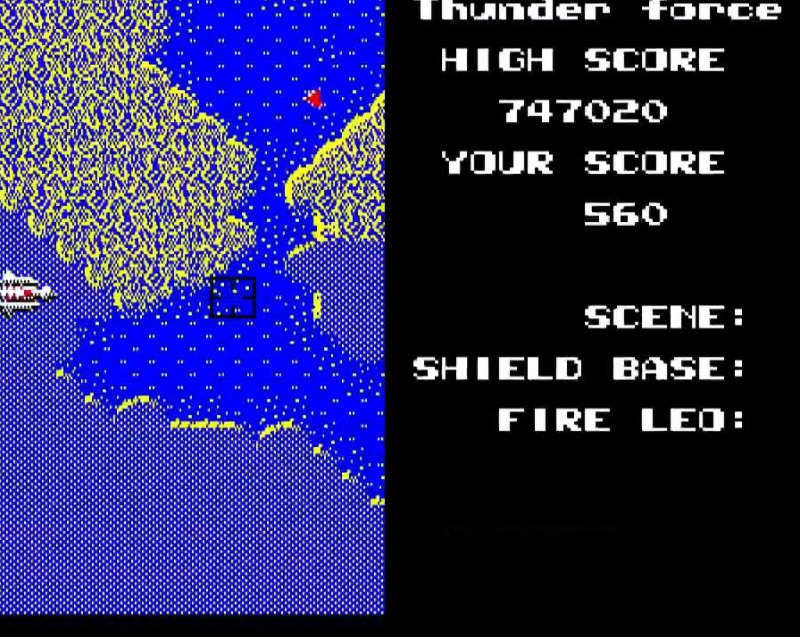 Thunder force
HIGH SCORE
747020
YOUR SCORE
560
SCENE:
SHIELD BASE:
FIRE LEO: